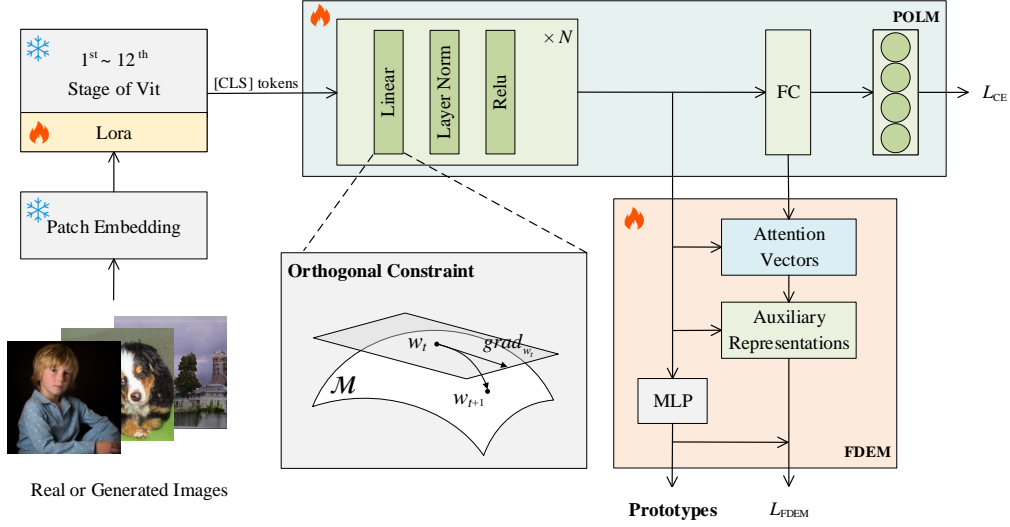 POLM
× N
1st ~ 12th
Stage of Vit
Lora
[CLS] tokens
Linear
Layer Norm
Relu
FC
LCE
Patch Embedding
Attention
Vectors
Auxiliary
Representations
MLP
FDEM
Orthogonal Constraint
wt
gradwt
M
wt+1
Real or Generated Images
Prototypes
LFDEM